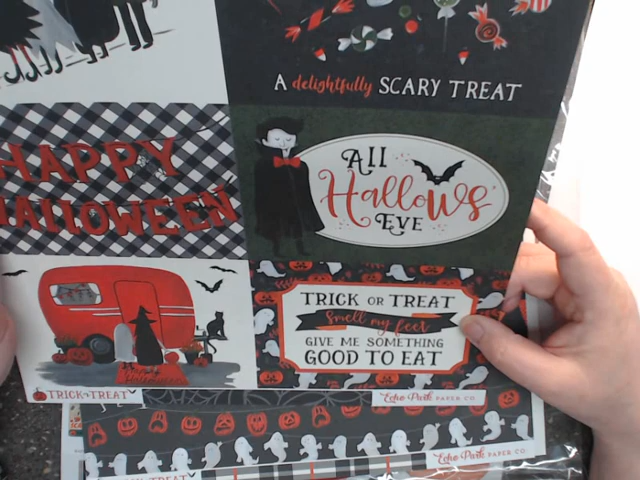 A delightfully SCARY TREAT
HAPPY
HALLOWEEN
All
Hallows'
EVE
TRICK OR TREAT
smell my feet
GIVE ME SOMETHING
GOOD TO EAT
TRICK OR TREAT
Echo Park PAPER CO.
Echo Park PAPER CO.